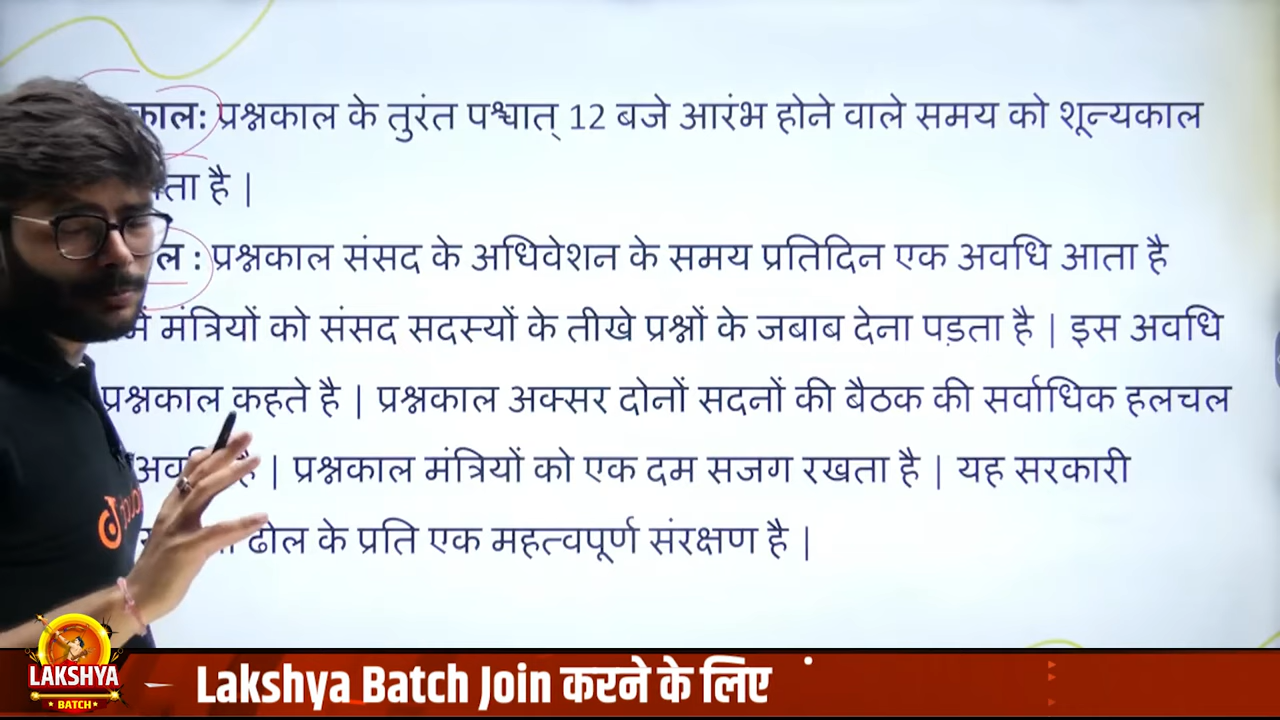 काल: प्रश्नकाल के तुरंत पश्चात् 12 बजे आरंभ होने वाले समय को शून्यकाल
ता है |
ल : प्रश्नकाल संसद के अधिवेशन के समय प्रतिदिन एक अवधि आता है
में मंत्रियों को संसद सदस्यों के तीखे प्रश्नों के जबाब देना पड़ता है | इस अवधि
प्रश्नकाल कहते है | प्रश्नकाल अक्सर दोनों सदनों की बैठक की सर्वाधिक हलचल
है | प्रश्नकाल मंत्रियों को एक दम सजग रखता है | यह सरकारी
ढोल के प्रति एक महत्वपूर्ण संरक्षण है |
LAKSHYA
BATCH
Lakshya Batch Join करने के लिए